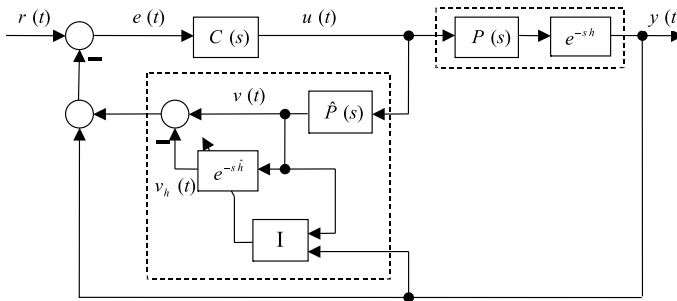 r (t)
e (t)
C (s)
u (t)
P (s)
e^{-sh}
y (t)
v (t)
P̂ (s)
e^{-sĥ}
v_h (t)
I